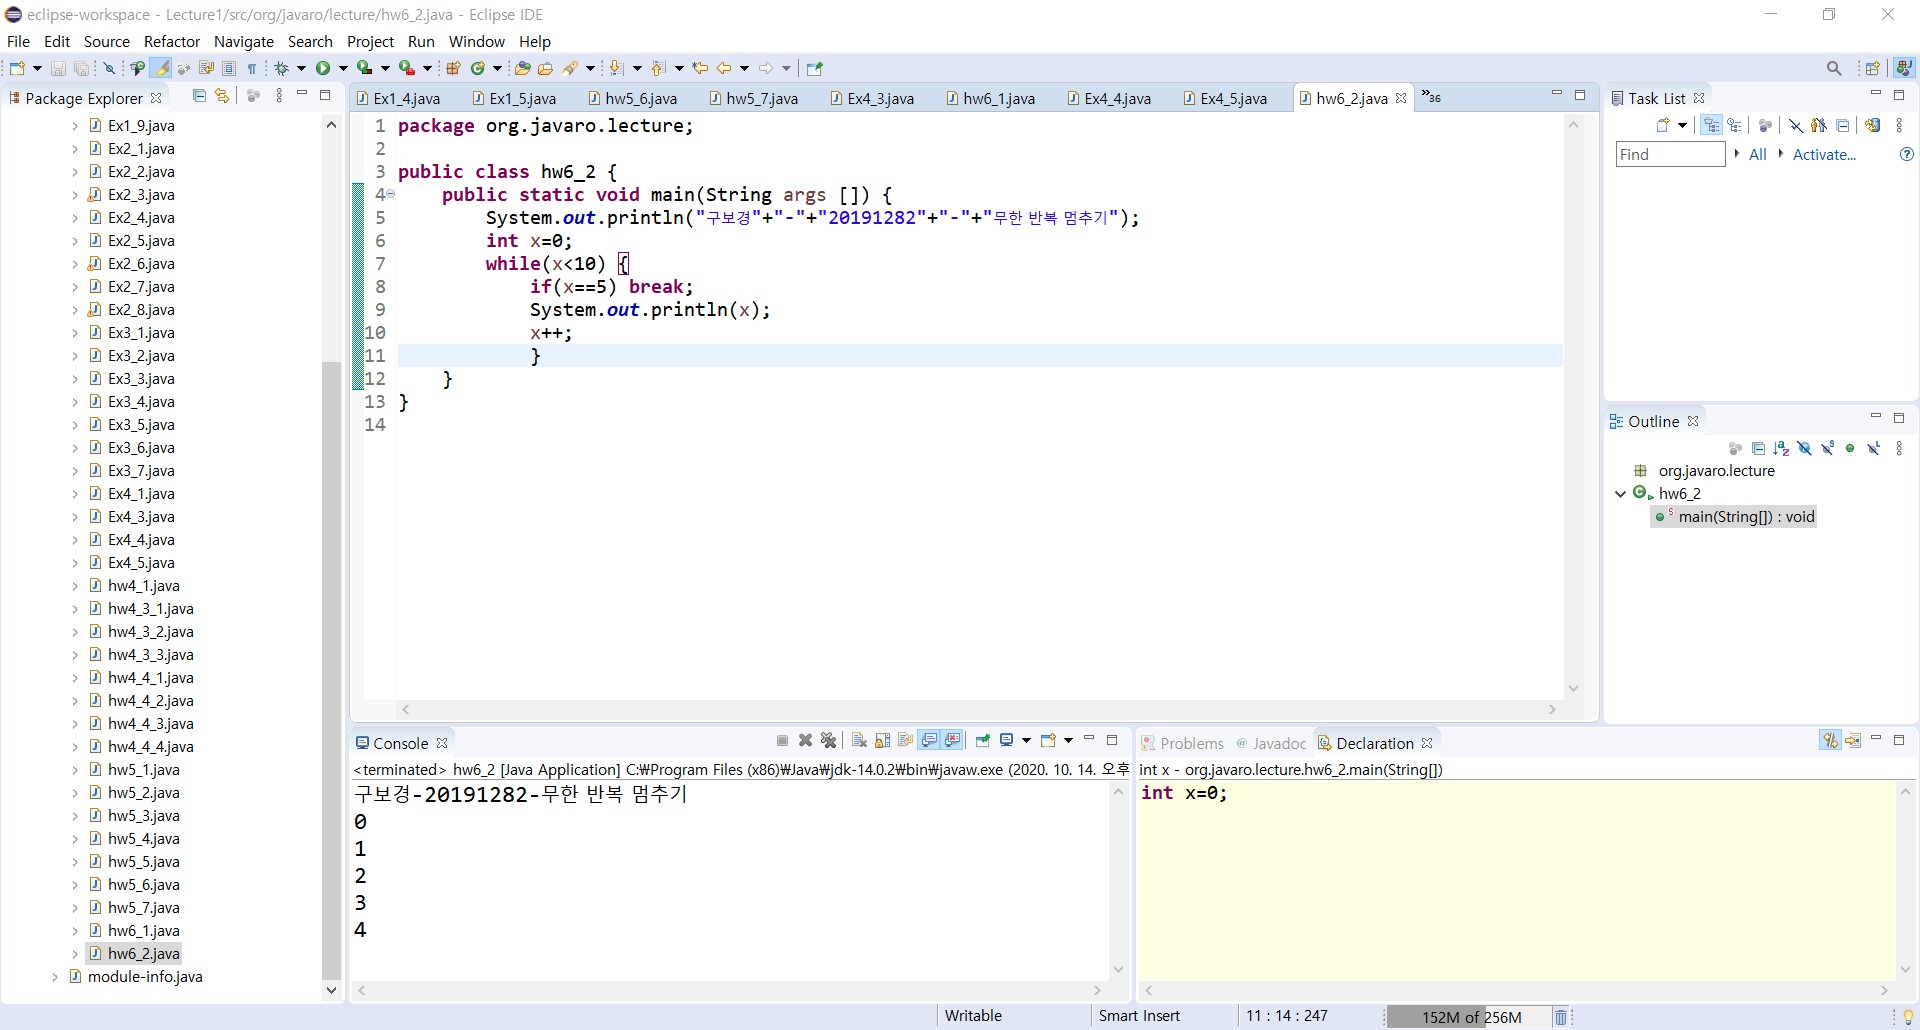 eclipse-workspace - Lecture1/src/org/javaro/lecture/hw6_2.java - Eclipse IDE
File Edit Source Refactor Navigate Search Project Run Window Help
Package Explorer
Ex1_9.java
Ex2_1.java
Ex2_2.java
Ex2_3.java
Ex2_4.java
Ex2_5.java
Ex2_6.java
Ex2_7.java
Ex2_8.java
Ex3_1.java
Ex3_2.java
Ex3_3.java
Ex3_4.java
Ex3_5.java
Ex3_6.java
Ex3_7.java
Ex4_1.java
Ex4_3.java
Ex4_4.java
Ex4_5.java
hw4_1.java
hw4_3_1.java
hw4_3_2.java
hw4_3_3.java
hw4_4_1.java
hw4_4_2.java
hw4_4_3.java
hw4_4_4.java
hw5_1.java
hw5_2.java
hw5_3.java
hw5_4.java
hw5_5.java
hw5_6.java
hw5_7.java
hw6_1.java
hw6_2.java
module-info.java
Ex1_4.java Ex1_5.java hw5_6.java hw5_7.java Ex4_3.java hw6_1.java Ex4_4.java Ex4_5.java hw6_2.java »36
1 package org.javaro.lecture;
2
3 public class hw6_2 {
4 public static void main(String args []) {
5 System.out.println("구보경"+"-"+"20191282"+"-"+"무한 반복 멈추기");
6 int x=0;
7 while(x<10) {
8 if(x==5) break;
9 System.out.println(x);
10 x++;
11 }
12 }
13 }
14
Console
<terminated> hw6_2 [Java Application] C:₩Program Files (x86)₩Java₩jdk-14.0.2₩bin₩javaw.exe (2020. 10. 14. 오후
구보경-20191282-무한 반복 멈추기
0
1
2
3
4
Problems @ Javadoc Declaration
int x - org.javaro.lecture.hw6_2.main(String[])
int x=0;
Task List
Find All Activate...
Outline
org.javaro.lecture
hw6_2
main(String[]) : void
Writable Smart Insert 11 : 14 : 247 152M of 256M